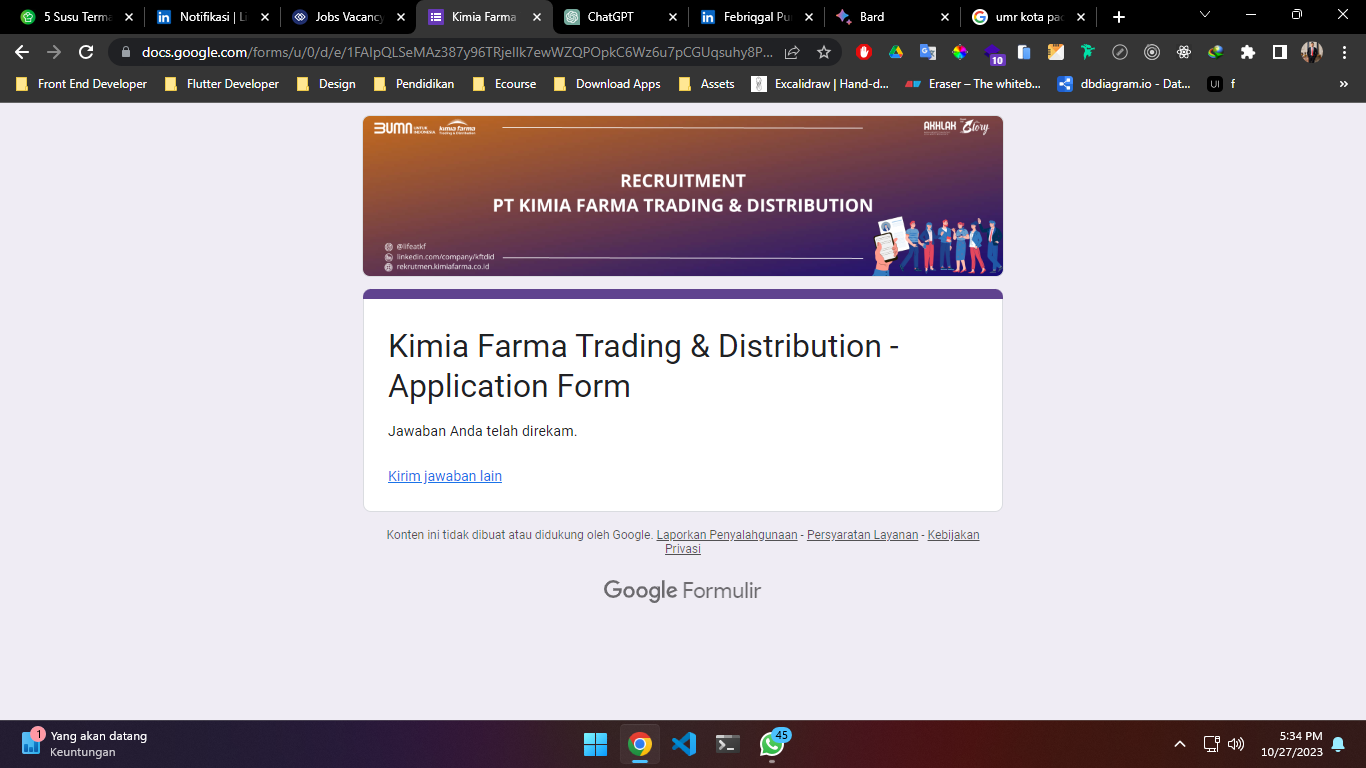 5 Susu Terma
Notifikasi | Li
Jobs Vacancy
Kimia Farma
ChatGPT
Febriqgal Pu
Bard
umr kota pad
docs.google.com/forms/u/0/d/e/1FAIpQLSeMAz387y96TRjeIlk7ewWZQPOpkC6Wz6u7pCGUqsuhy8P...
10
Front End Developer
Flutter Developer
Design
Pendidikan
Ecourse
Download Apps
Assets
Excalidraw | Hand-d...
Eraser – The whiteb...
dbdiagram.io - Dat...
UI
f
»
BUMN UNTUK INDONESIA
kimia farma
Trading & Distribution
AKHLAK
Glory
RECRUITMENT
PT KIMIA FARMA TRADING & DISTRIBUTION
@lifeatkf
linkedin.com/company/kftdid
rekrutmen.kimiafarma.co.id
Kimia Farma Trading & Distribution -
Application Form
Jawaban Anda telah direkam.
Kirim jawaban lain
Konten ini tidak dibuat atau didukung oleh Google. Laporkan Penyalahgunaan - Persyaratan Layanan - Kebijakan
Privasi
Google Formulir
1
Yang akan datang
Keuntungan
45
5:34 PM
10/27/2023